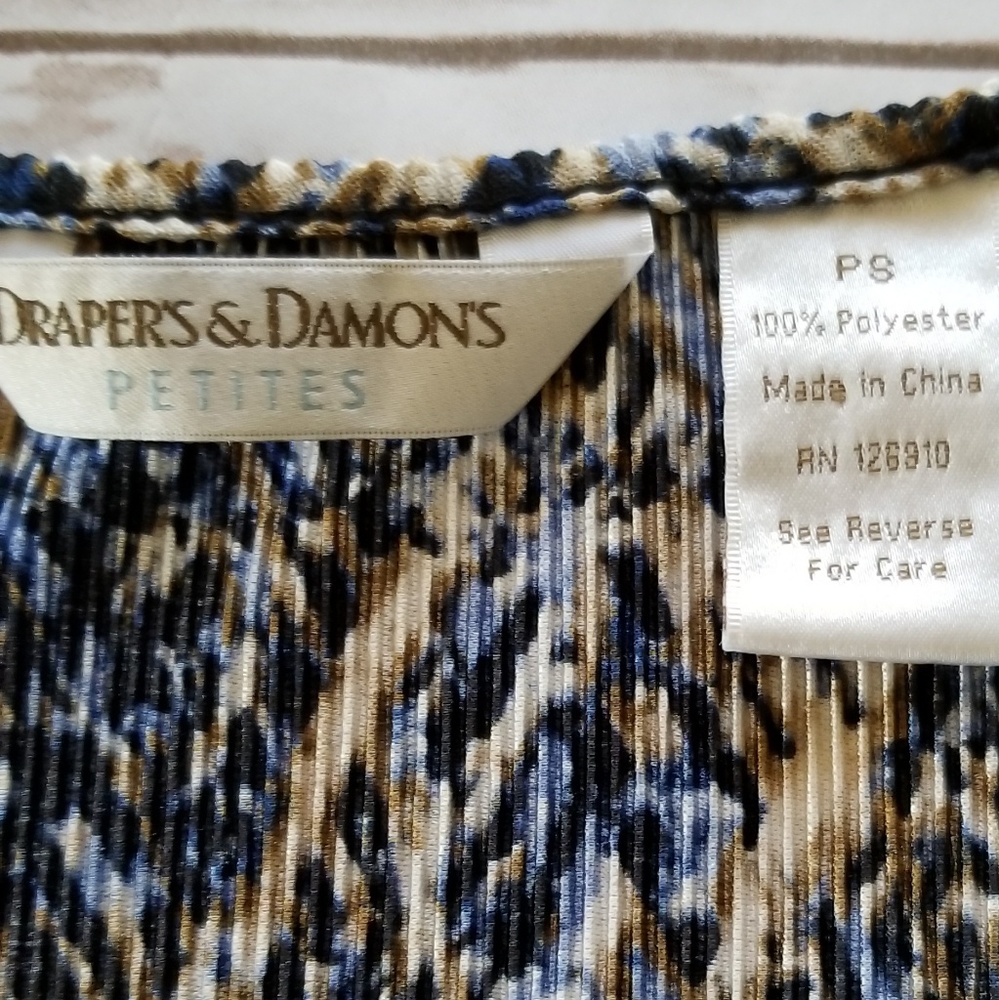 DRAPER'S & DAMON'S
PETITES
PS
100% Polyester
Made in China
RN 126910
See Reverse
For Care